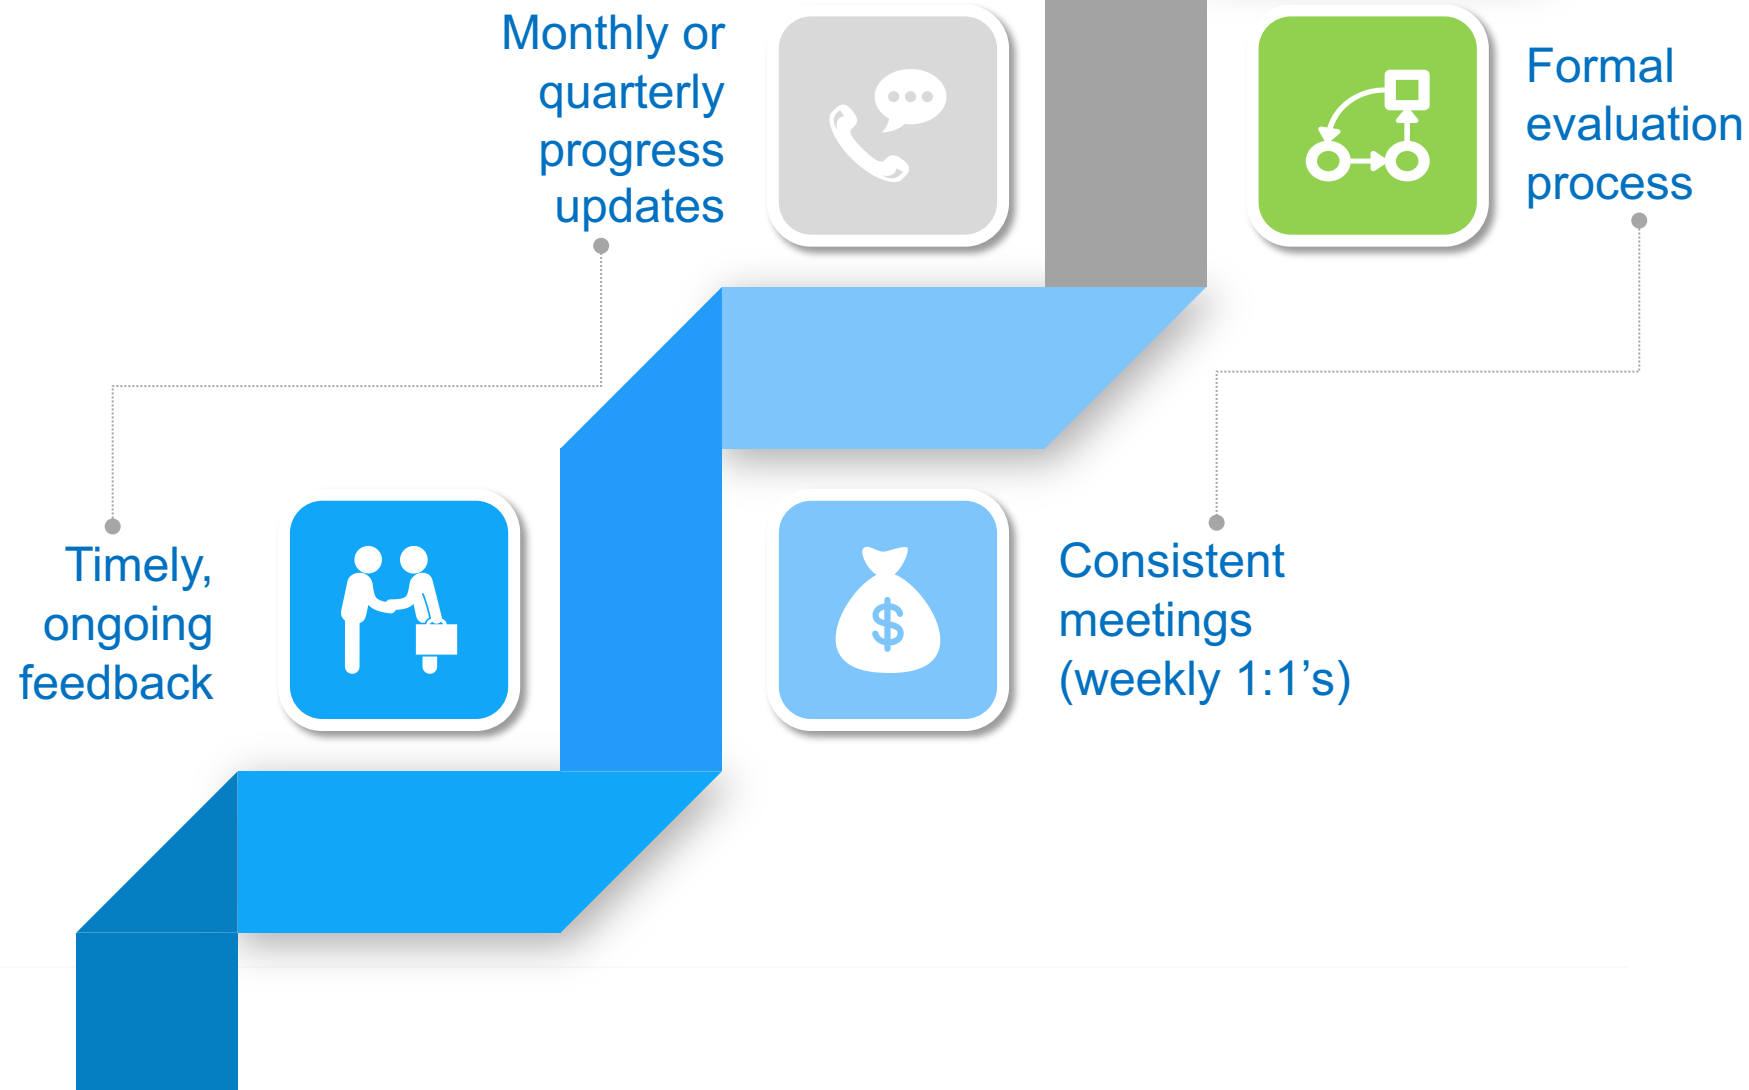 Monthly or
quarterly
progress
updates
Formal
evaluation
process
Timely,
ongoing
feedback
$
Consistent
meetings
(weekly 1:1’s)